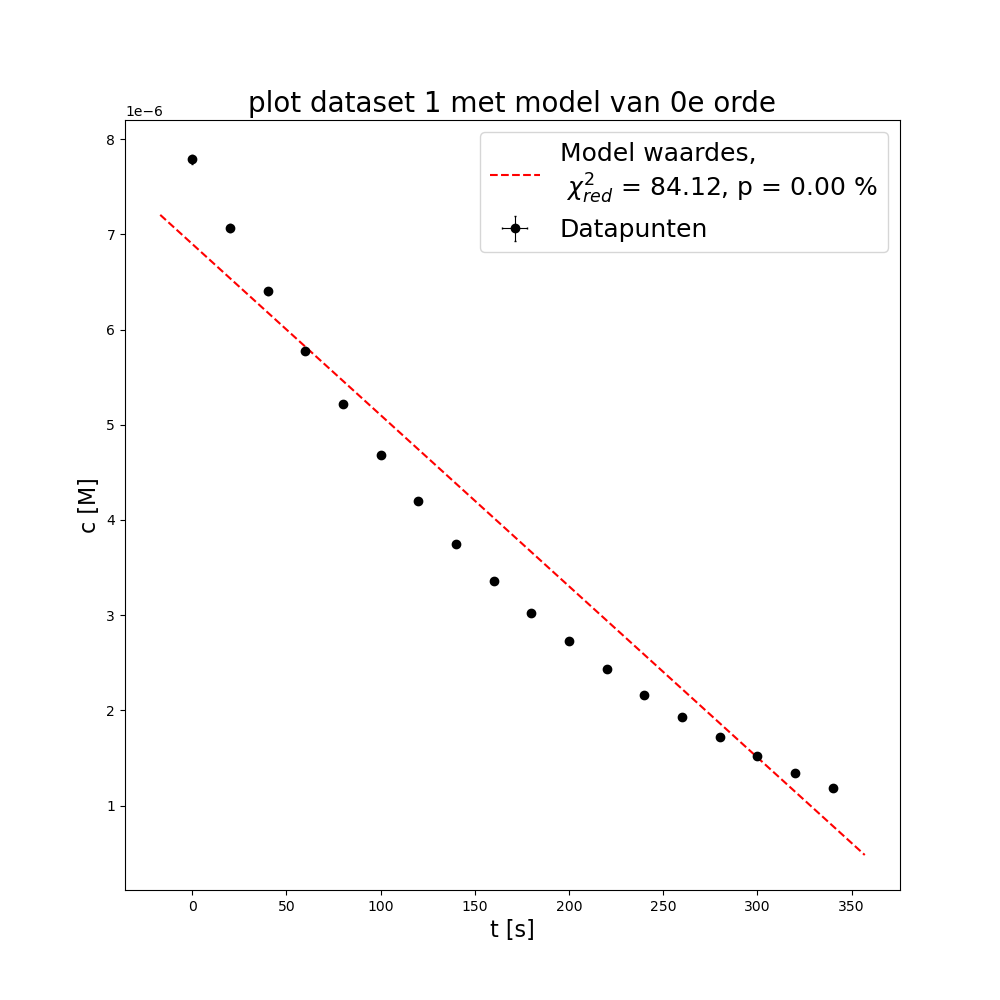 plot dataset 1 met model van 0e orde
1e−6
Model waardes,
χ²_red = 84.12, p = 0.00 %
Datapunten
8
7
6
5
4
3
2
1
c [M]
0 50 100 150 200 250 300 350
t [s]